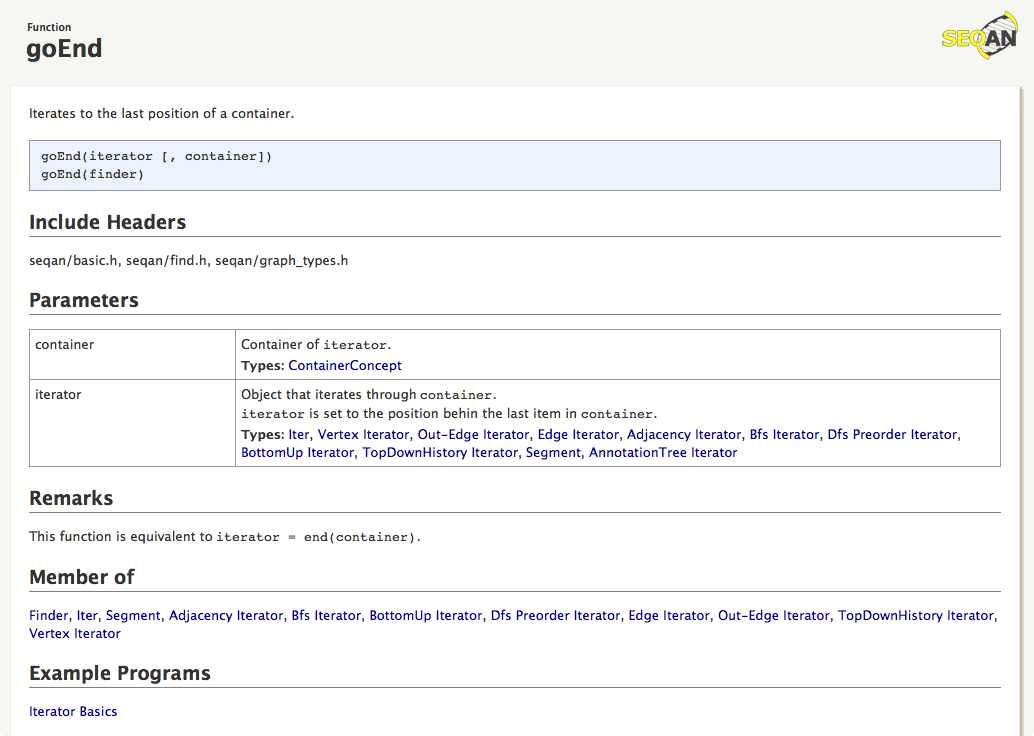 Function
goEnd
SEQAN
Iterates to the last position of a container.
goEnd(iterator [, container])
goEnd(finder)
Include Headers
seqan/basic.h, seqan/find.h, seqan/graph_types.h
Parameters
container
Container of iterator.
Types: ContainerConcept
iterator
Object that iterates through container.
iterator is set to the position behin the last item in container.
Types: Iter, Vertex Iterator, Out-Edge Iterator, Edge Iterator, Adjacency Iterator, Bfs Iterator, Dfs Preorder Iterator,
BottomUp Iterator, TopDownHistory Iterator, Segment, AnnotationTree Iterator
Remarks
This function is equivalent to iterator = end(container).
Member of
Finder, Iter, Segment, Adjacency Iterator, Bfs Iterator, BottomUp Iterator, Dfs Preorder Iterator, Edge Iterator, Out-Edge Iterator, TopDownHistory Iterator,
Vertex Iterator
Example Programs
Iterator Basics